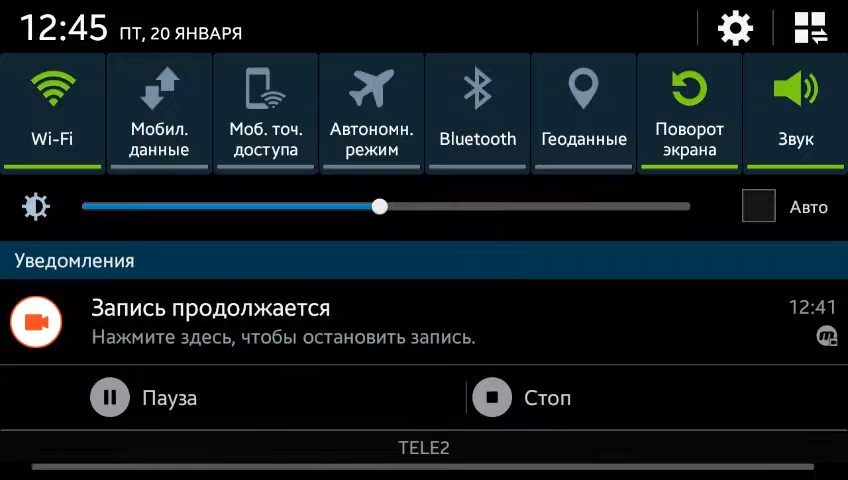 12:45 ПТ, 20 ЯНВАРЯ
Wi-Fi
Мобил.
данные
Моб. точ.
доступа
Автономн.
режим
Bluetooth
Геоданные
Поворот
экрана
Звук
Авто
Уведомления
Запись продолжается
12:41
Нажмите здесь, чтобы остановить запись.
Пауза
Стоп
TELE2